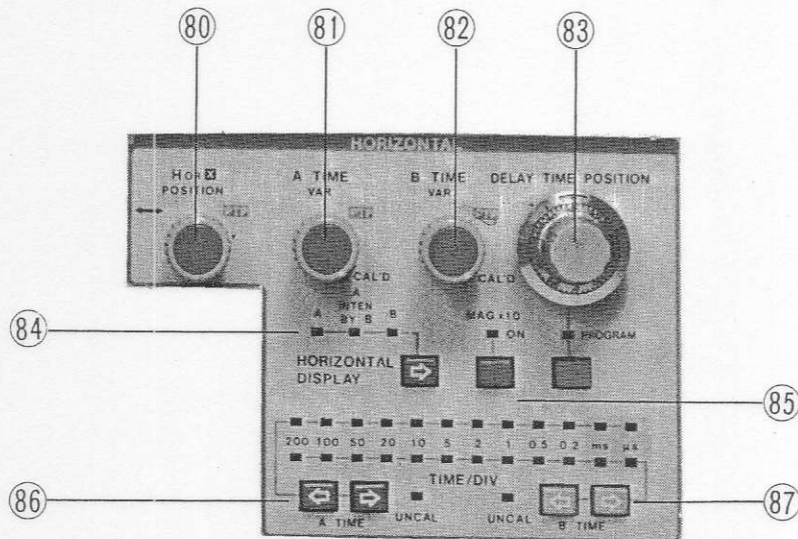 80 81 82 83
HORIZONTAL
HOR X A TIME B TIME DELAY TIME POSITION
POSITION VAR VAR
CAL'D CAL'D
A
A INTEN B MAG x10
BY B
ON PROGRAM
84
HORIZONTAL
DISPLAY
85
200 100 50 20 10 5 2 1 0.5 0.2 ms µs
TIME/DIV
86 87
UNCAL UNCAL
A TIME B TIME